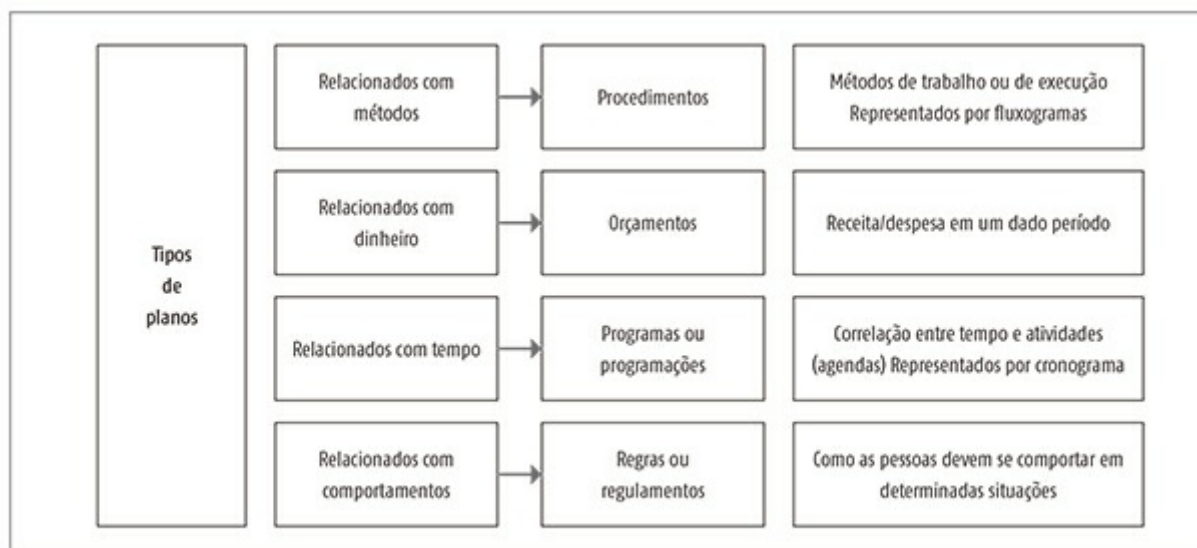 Tipos
de
planos
Relacionados com
métodos
Procedimentos
Métodos de trabalho ou de execução
Representados por fluxogramas
Relacionados com
dinheiro
Orçamentos
Receita/despesa em um dado período
Relacionados com tempo
Programas ou
programações
Correlação entre tempo e atividades
(agendas) Representados por cronograma
Relacionados com
comportamentos
Regras ou
regulamentos
Como as pessoas devem se comportar em
determinadas situações